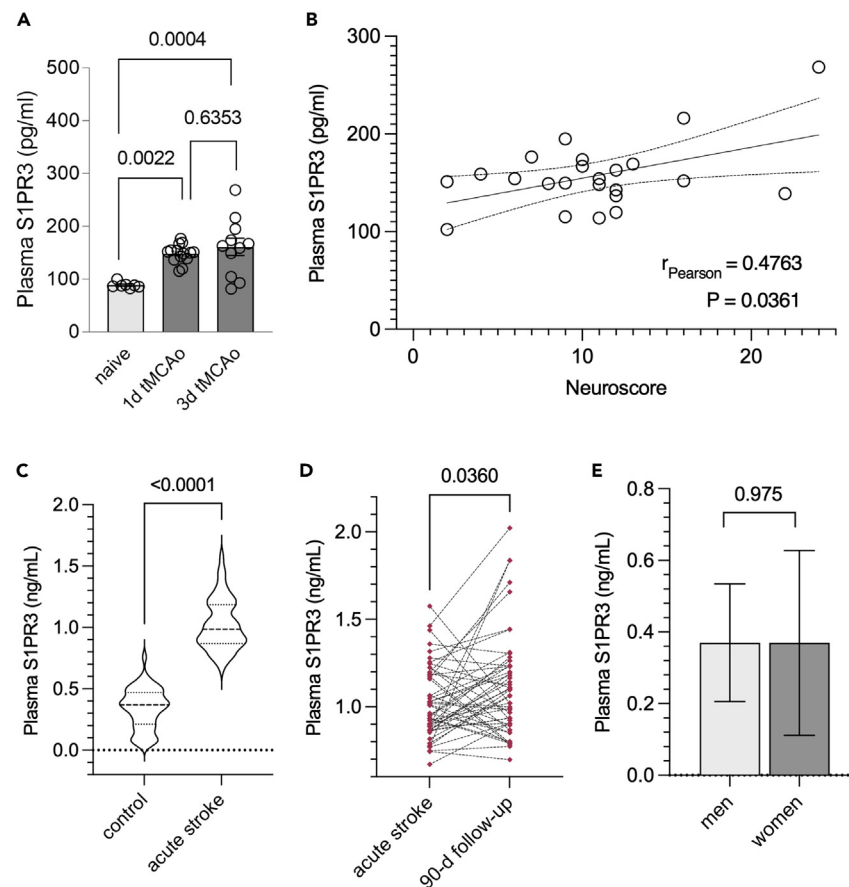 A
0.0004
500
400
300
200
100
0
Plasma S1PR3 (pg/ml)
0.6353
0.0022
naive
1d tMCAo
3d tMCAo
B
300
200
100
0
Plasma S1PR3 (pg/ml)
rPearson = 0.4763
P = 0.0361
0
10
20
Neuroscore
C
<0.0001
2.0
1.5
1.0
0.5
0.0
Plasma S1PR3 (ng/mL)
control
acute stroke
D
0.0360
2.0
1.5
1.0
Plasma S1PR3 (ng/mL)
acute stroke
90-d follow-up
E
0.8
0.6
0.4
0.2
0.0
Plasma S1PR3 (ng/mL)
0.975
men
women